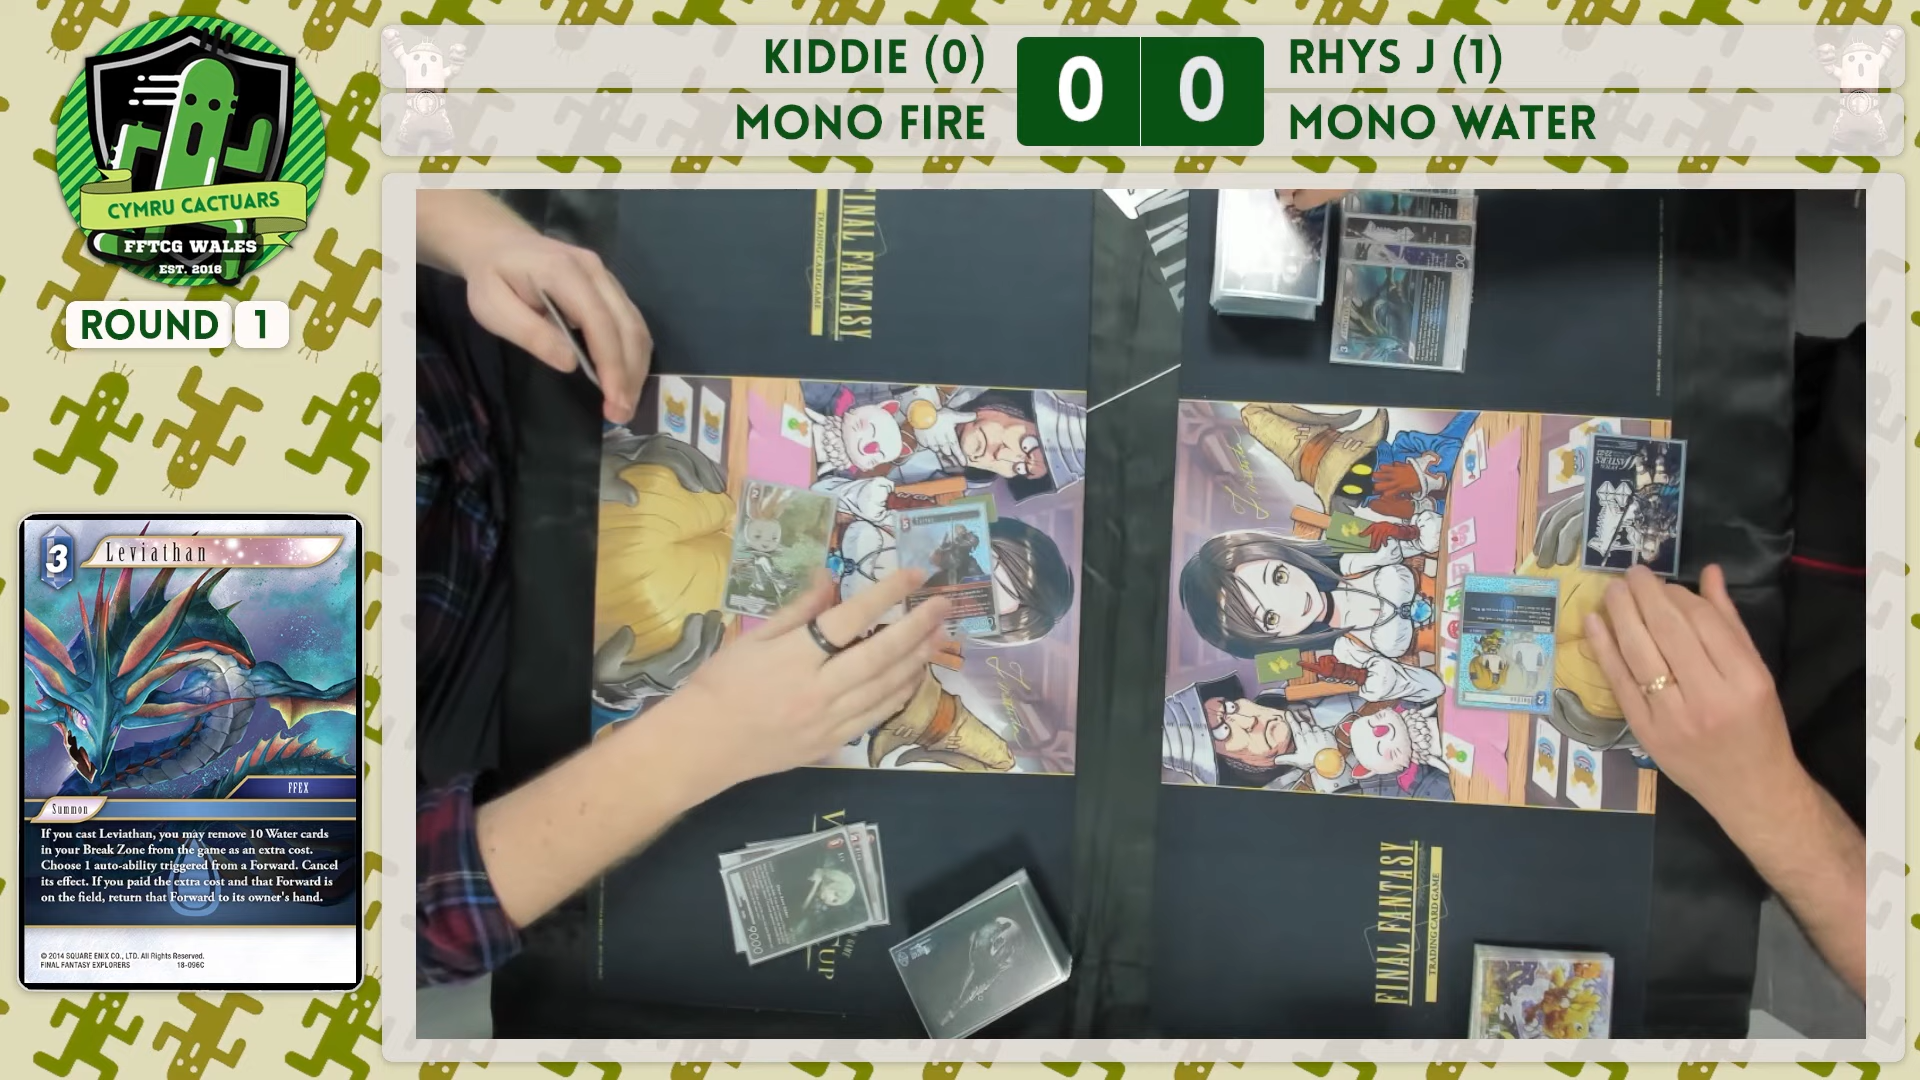 KIDDIE (0)
MONO FIRE
0 0
RHYS J (1)
MONO WATER
CYMRU CACTUARS
FFTCG WALES
EST. 2016
ROUND 1
3
Leviathan
FFEX
Summon
If you cast Leviathan, you may remove 10 Water cards
in your Break Zone from the game as an extra cost.
Choose 1 auto-ability triggered from a Forward. Cancel
its effect. If you paid the extra cost and that Forward is
on the field, return that Forward to its owner's hand.
© 2014 SQUARE ENIX CO., LTD. All Rights Reserved.
FINAL FANTASY EXPLORERS 18-096C
FINAL FANTASY
TRADING CARD GAME
FINAL FANTASY
TRADING CARD GAME
9000